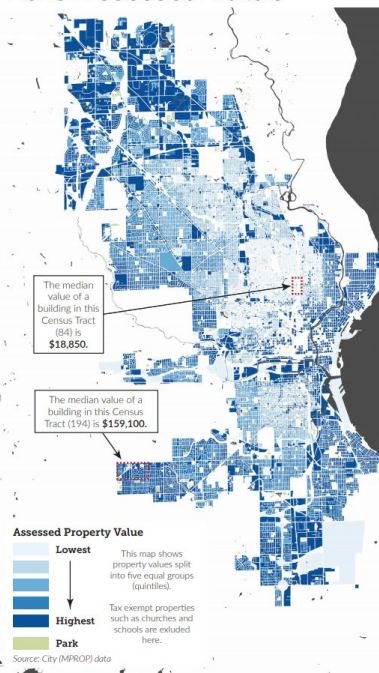 The median
value of a
building in this
Census Tract
(84) is
$18,850.
The median value of a
building in this Census
Tract (194) is $159,100.
Assessed Property Value
Lowest
Highest
Park
This map shows
property values split
into five equal groups
(quintiles).
Tax exempt properties
such as churches and
schools are exluded
here.
Source: City (MPROP) data